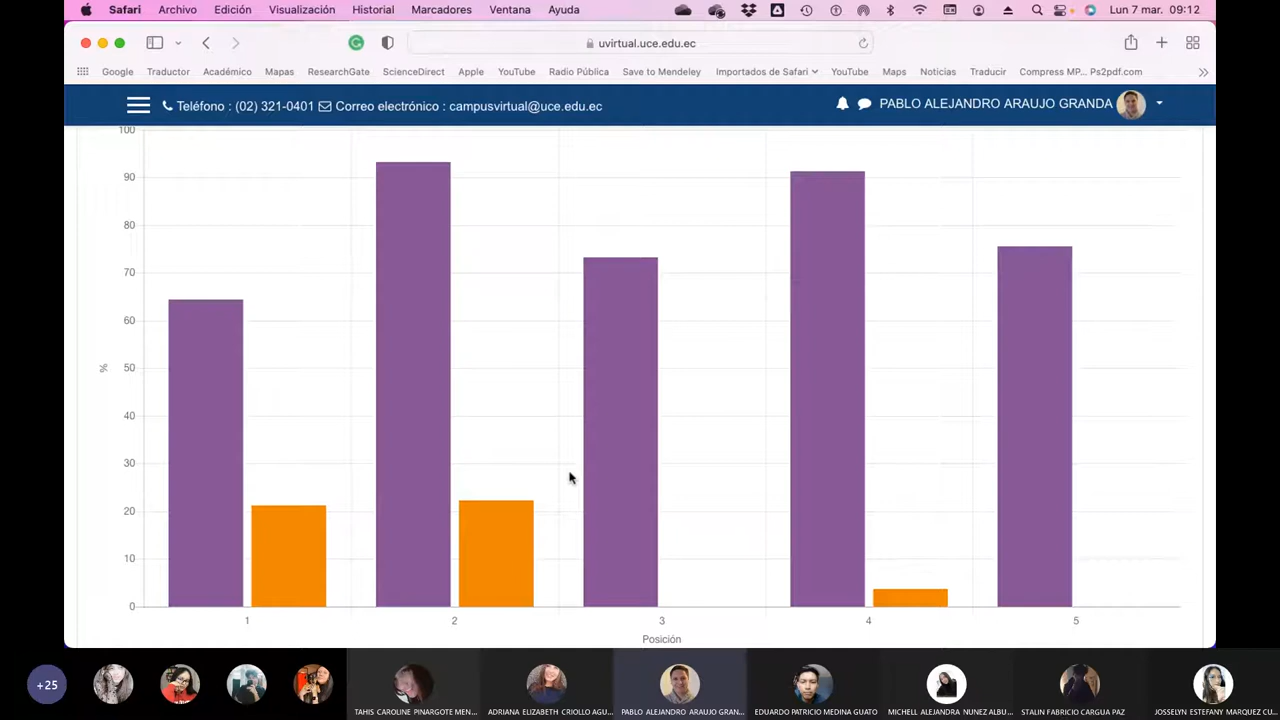 Safari Archivo Edición Visualización Historial Marcadores Ventana Ayuda Lun 7 mar. 09:12
uvirtual.uce.edu.ec
Google Traductor Académico Mapas ResearchGate ScienceDirect Apple YouTube Radio Pública Save to Mendeley Importados de Safari YouTube Maps Noticias Traducir Compress MP... Ps2pdf.com
Teléfono : (02) 321-0401 Correo electrónico : campusvirtual@uce.edu.ec PABLO ALEJANDRO ARAUJO GRANDA
100
90
80
70
60
50
%
40
30
20
10
0
1 2 3 4 5
Posición
+25
TAHIS CAROLINE PINARGOTE MEN... ADRIANA ELIZABETH CRIOLLO AGU... PABLO ALEJANDRO ARAUJO GRAN... EDUARDO PATRICIO MEDINA GUATO MICHELL ALEJANDRA NUNEZ ALBU... STALIN FABRICIO CARGUA PAZ JOSSELYN ESTEFANY MARQUEZ CU...